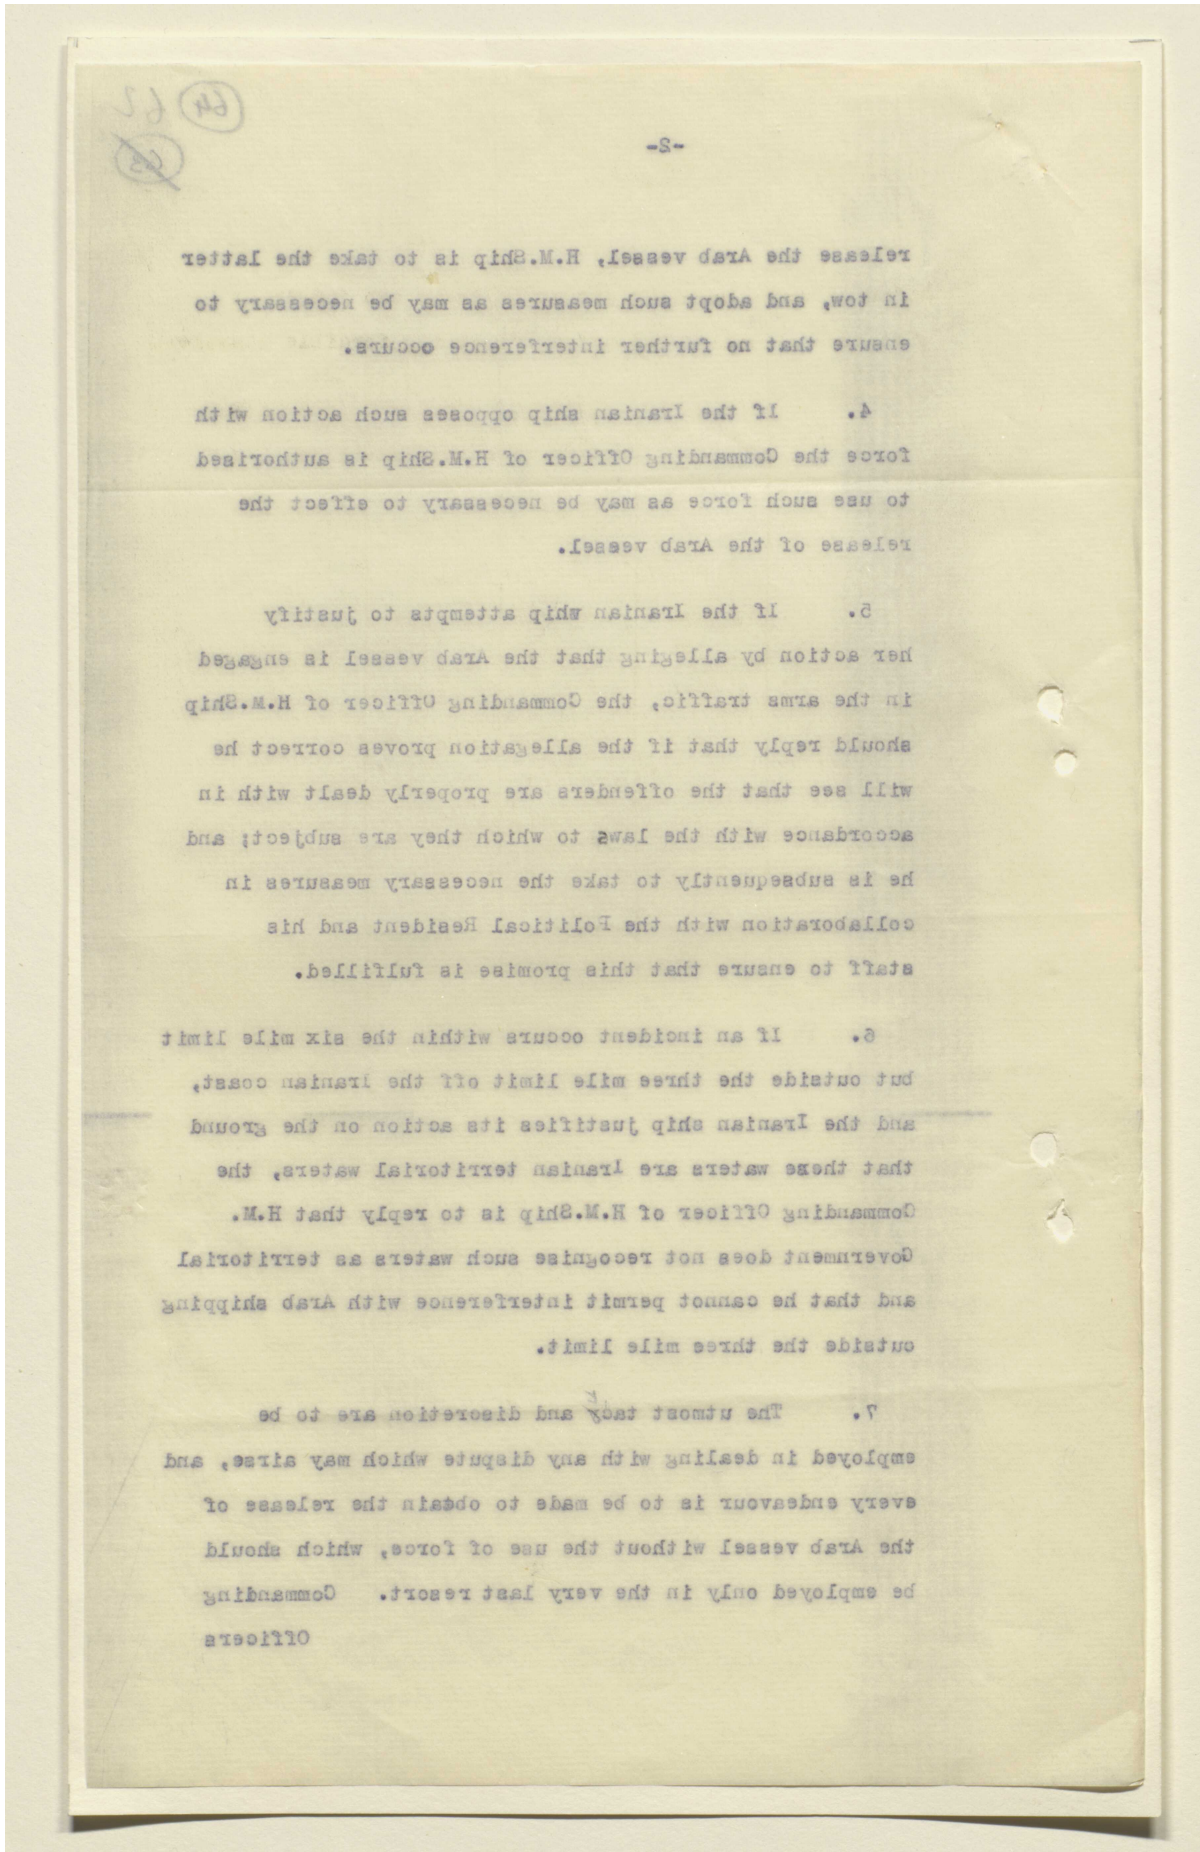 64 62
63
-2-
release the Arab vessel, H.M.Ship is to take the latter
in tow, and adopt such measures as may be necessary to
ensure that no further interference occurs.
4. If the Iranian ship opposes such action with
force the Commanding Officer of H.M.Ship is authorised
to use such force as may be necessary to effect the
release of the Arab vessel.
5. If the Iranian whip attempts to justify
her action by alleging that the Arab vessel is engaged
in the arms traffic, the Commanding Officer of H.M.Ship
should reply that if the allegation proves correct he
will see that the offenders are properly dealt with in
accordance with the laws to which they are subject; and
he is subsequently to take the necessary measures in
collaboration with the Political Resident and his
staff to ensure that this promise is fulfilled.
6. If an incident occurs within the six mile limit
but outside the three mile limit off the Iranian coast,
and the Iranian ship justifies its action on the ground
that these waters are Iranian territorial waters, the
Commanding Officer of H.M.Ship is to reply that H.M.
Government does not recognise such waters as territorial
and that he cannot permit interference with Arab shipping
outside the three mile limit.
7. The utmost tact and discretion are to be
employed in dealing with any dispute which may airse, and
every endeavour is to be made to obtain the release of
the Arab vessel without the use of force, which should
be employed only in the very last resort. Commanding
Officers